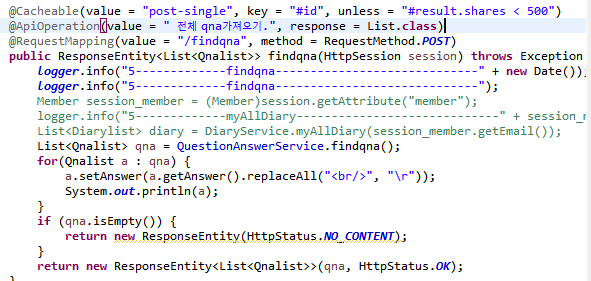 @Cacheable(value = "post-single", key = "#id", unless = "#result.shares < 500")
@ApiOperation(value = " 전체 qna가져오기.", response = List.class)
@RequestMapping(value = "/findqna", method = RequestMethod.POST)
public ResponseEntity<List<Qnalist>> findqna(HttpSession session) throws Exception
logger.info("5-------------findqna-----------------------------" + new Date());
logger.info("5-------------findqna-----------------------------");
Member session_member = (Member)session.getAttribute("member");
logger.info("5-------------myAllDiary-----------------------------" +
List<Diarylist> diary = DiaryService.myAllDiary(session_member.getEmail());
List<Qnalist> qna = QuestionAnswerService.findqna();
for(Qnalist a : qna) {
a.setAnswer(a.getAnswer().replaceAll("<br/>", "\r"));
System.out.println(a);
}
if (qna.isEmpty()) {
return new ResponseEntity(HttpStatus.NO_CONTENT);
}
return new ResponseEntity<List<Qnalist>>(qna, HttpStatus.OK);